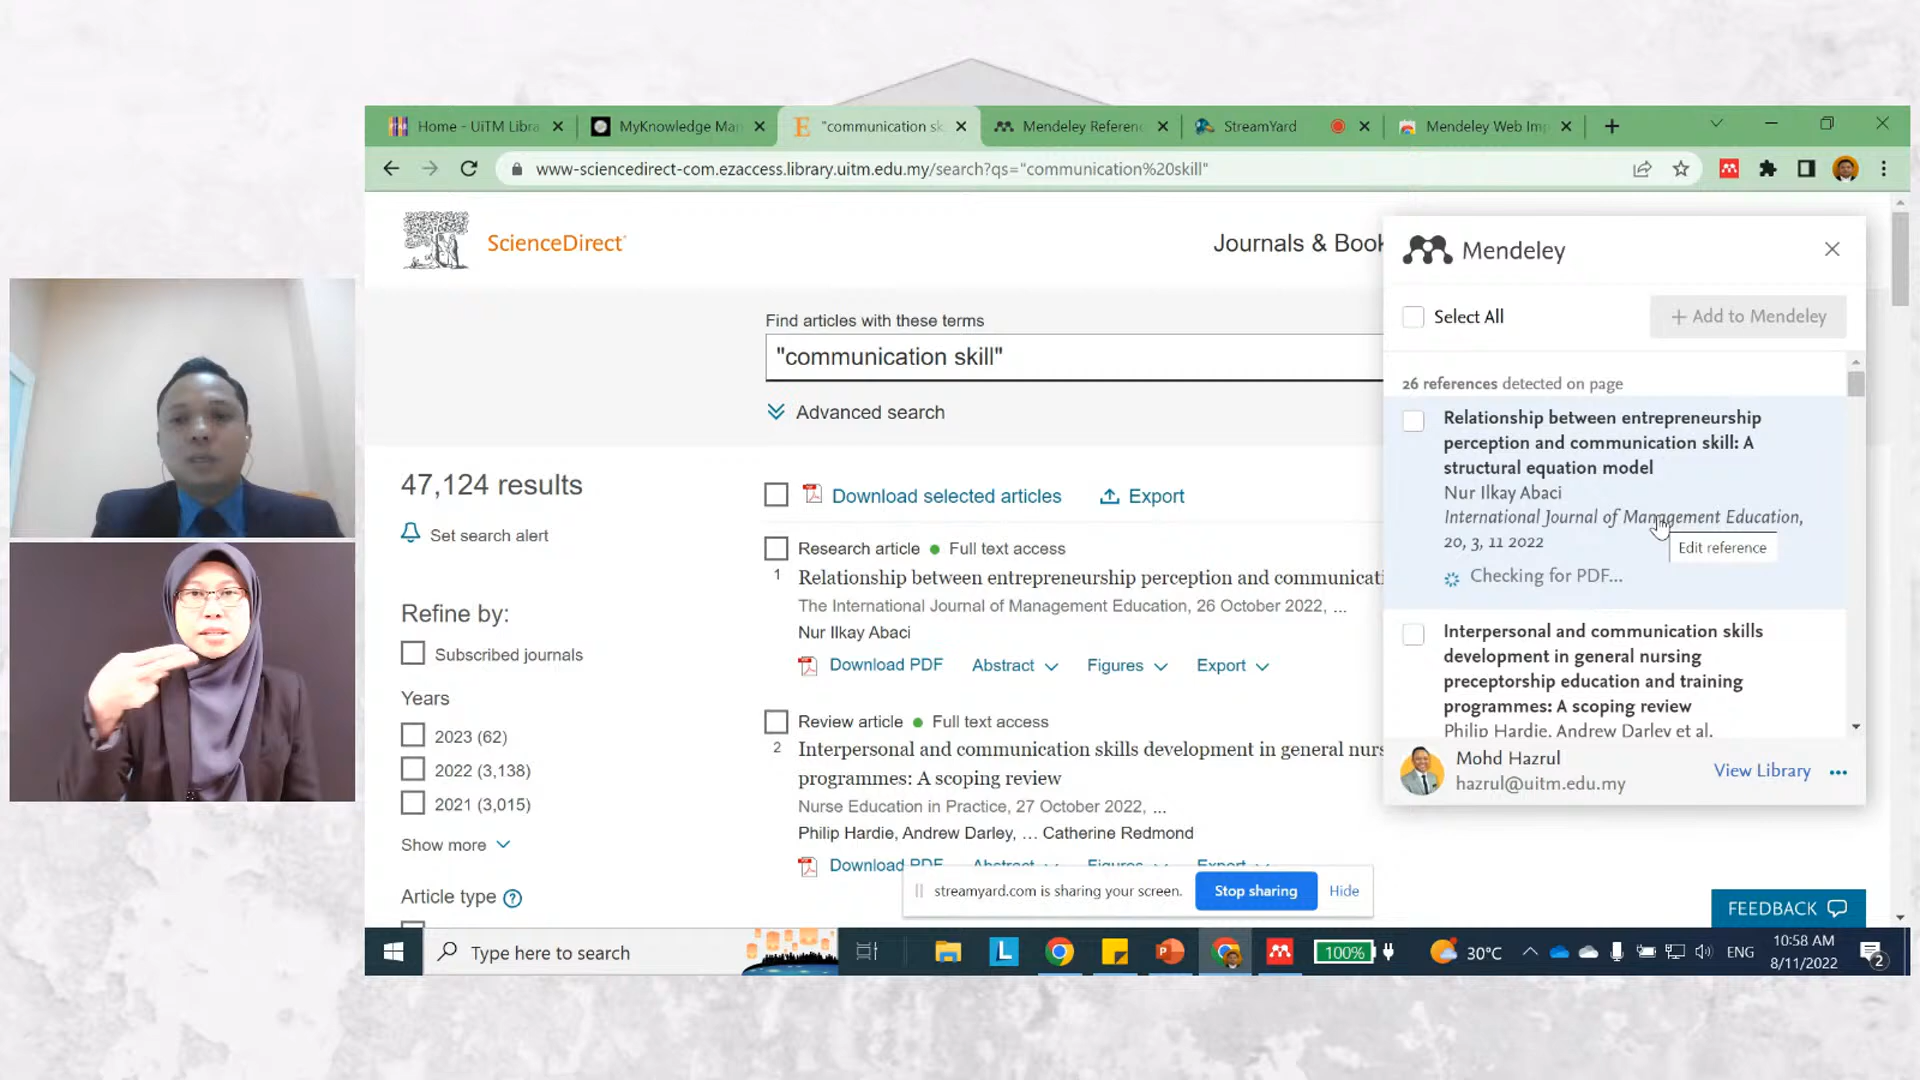 Home - UiTM Libra
MyKnowledge Man
"communication sk
Mendeley Referenc
StreamYard
Mendeley Web Imp
www-sciencedirect-com.ezaccess.library.uitm.edu.my/search?qs="communication%20skill"
ScienceDirect
Journals & Book
Find articles with these terms
"communication skill"
Advanced search
47,124 results
Set search alert
Refine by:
Subscribed journals
Years
2023 (62)
2022 (3,138)
2021 (3,015)
Show more
Article type
Download selected articles
Export
Research article
Full text access
1
Relationship between entrepreneurship perception and communicati
The International Journal of Management Education, 26 October 2022, ...
Nur Ilkay Abaci
Download PDF
Abstract
Figures
Export
Review article
Full text access
2
Interpersonal and communication skills development in general nurs
programmes: A scoping review
Nurse Education in Practice, 27 October 2022, ...
Philip Hardie, Andrew Darley, ... Catherine Redmond
Download PDF
Abstract
Figures
Export
Mendeley
Select All
+ Add to Mendeley
26 references detected on page
Relationship between entrepreneurship
perception and communication skill: A
structural equation model
Nur Ilkay Abaci
International Journal of Management Education,
20, 3, 11 2022
Edit reference
Checking for PDF...
Interpersonal and communication skills
development in general nursing
preceptorship education and training
programmes: A scoping review
Philip Hardie, Andrew Darley et al.
Mohd Hazrul
hazrul@uitm.edu.my
View Library
streamyard.com is sharing your screen.
Stop sharing
Hide
FEEDBACK
Type here to search
L
100%
30°C
ENG
10:58 AM
8/11/2022
2